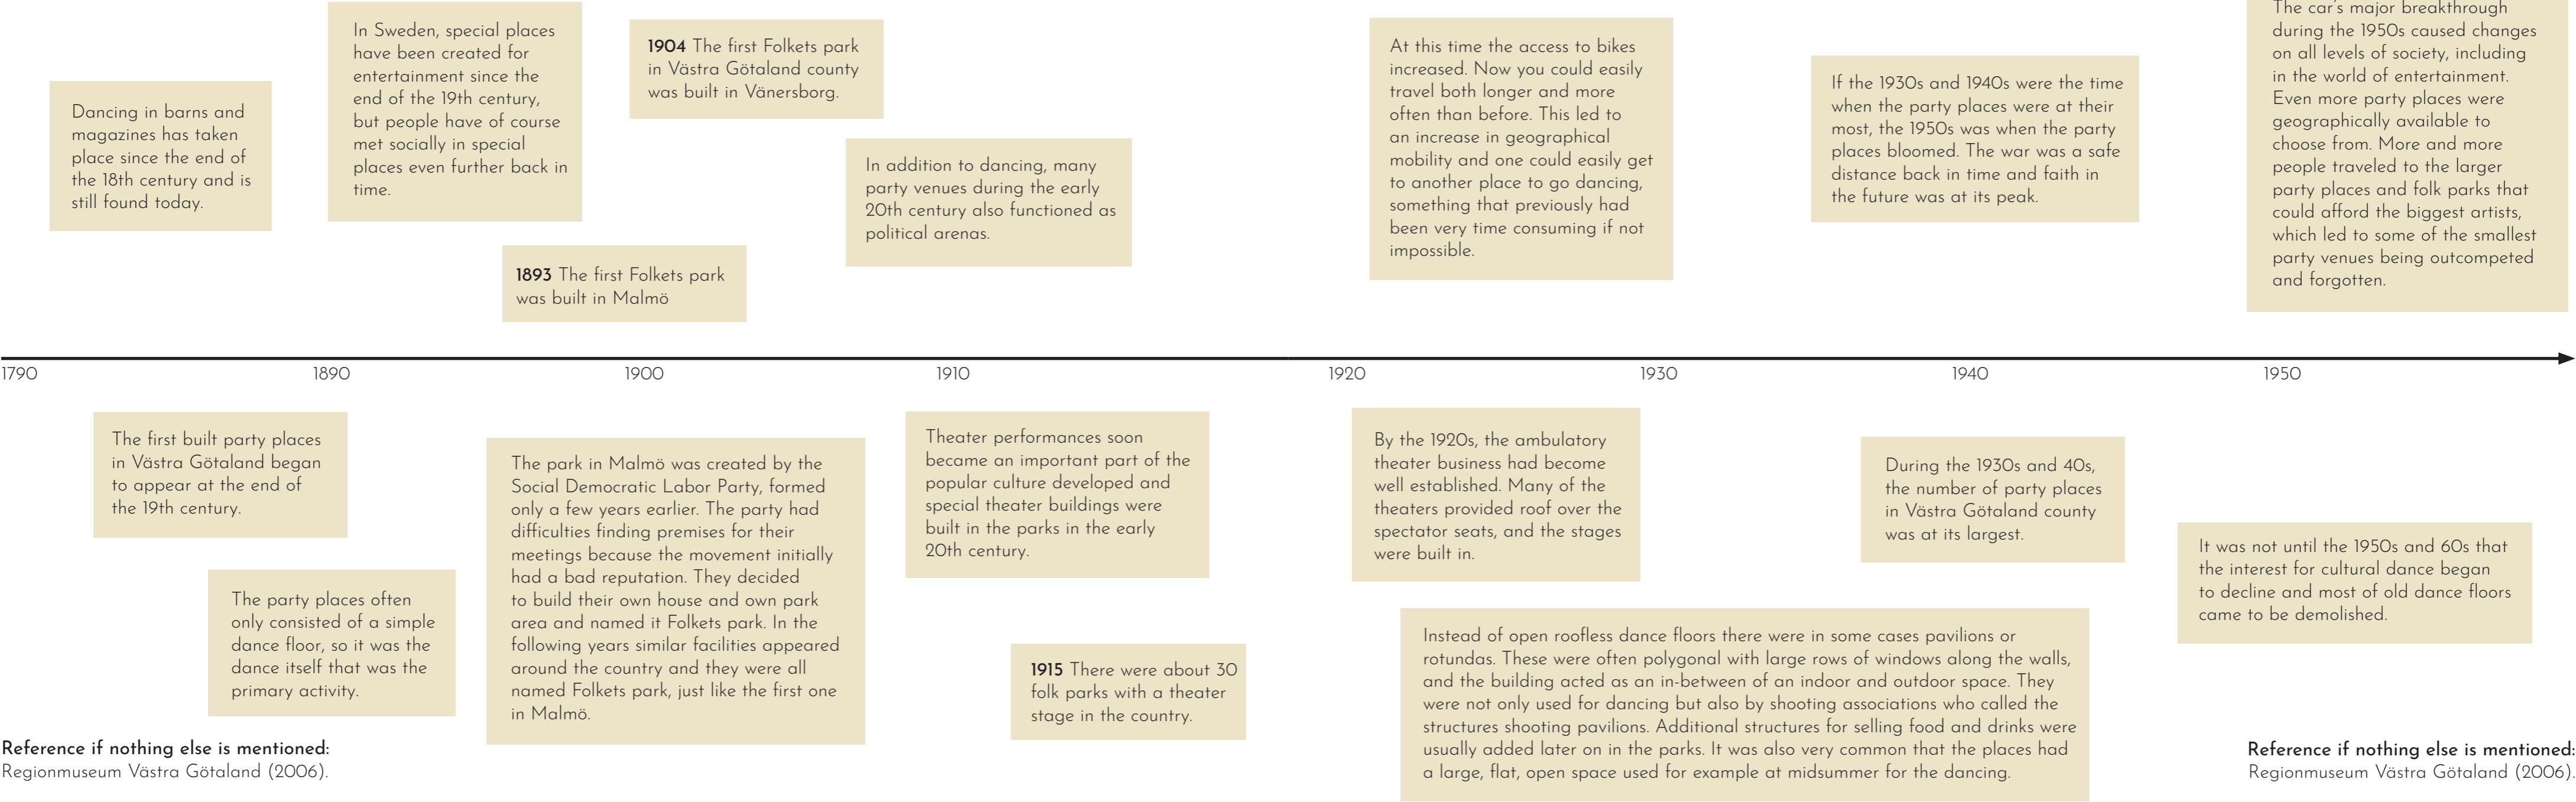 Dancing in barns and
magazines has taken
place since the end of
the 18th century and is
still found today.
In Sweden, special places
have been created for
entertainment since the
end of the 19th century,
but people have of course
met socially in special
places even further back in
time.
1893 The first Folkets park
was built in Malmö
1904 The first Folkets park
in Västra Götaland county
was built in Vänersborg.
In addition to dancing, many
party venues during the early
20th century also functioned as
political arenas.
At this time the access to bikes
increased. Now you could easily
travel both longer and more
often than before. This led to
an increase in geographical
mobility and one could easily get
to another place to go dancing,
something that previously had
been very time consuming if not
impossible.
If the 1930s and 1940s were the time
when the party places were at their
most, the 1950s was when the party
places bloomed. The war was a safe
distance back in time and faith in
the future was at its peak.
The car's major breakthrough
during the 1950s caused changes
on all levels of society, including
in the world of entertainment.
Even more party places were
geographically available to
choose from. More and more
people traveled to the larger
party places and folk parks that
could afford the biggest artists,
which led to some of the smallest
party venues being outcompeted
and forgotten.
1790
1890
1900
1910
1920
1930
1940
1950
The first built party places
in Västra Götaland began
to appear at the end of
the 19th century.
The party places often
only consisted of a simple
dance floor, so it was the
dance itself that was the
primary activity.
The park in Malmö was created by the
Social Democratic Labor Party, formed
only a few years earlier. The party had
difficulties finding premises for their
meetings because the movement initially
had a bad reputation. They decided
to build their own house and own park
area and named it Folkets park. In the
following years similar facilities appeared
around the country and they were all
named Folkets park, just like the first one
in Malmö.
Theater performances soon
became an important part of the
popular culture developed and
special theater buildings were
built in the parks in the early
20th century.
1915 There were about 30
folk parks with a theater
stage in the country.
By the 1920s, the ambulatory
theater business had become
well established. Many of the
theaters provided roof over the
spectator seats, and the stages
were built in.
Instead of open roofless dance floors there were in some cases pavilions or
rotundas. These were often polygonal with large rows of windows along the walls,
and the building acted as an in-between of an indoor and outdoor space. They
were not only used for dancing but also by shooting associations who called the
structures shooting pavilions. Additional structures for selling food and drinks were
usually added later on in the parks. It was also very common that the places had
a large, flat, open space used for example at midsummer for the dancing.
During the 1930s and 40s,
the number of party places
in Västra Götaland county
was at its largest.
It was not until the 1950s and 60s that
the interest for cultural dance began
to decline and most of old dance floors
came to be demolished.
Reference if nothing else is mentioned:
Regionmuseum Västra Götaland (2006).
Reference if nothing else is mentioned:
Regionmuseum Västra Götaland (2006).